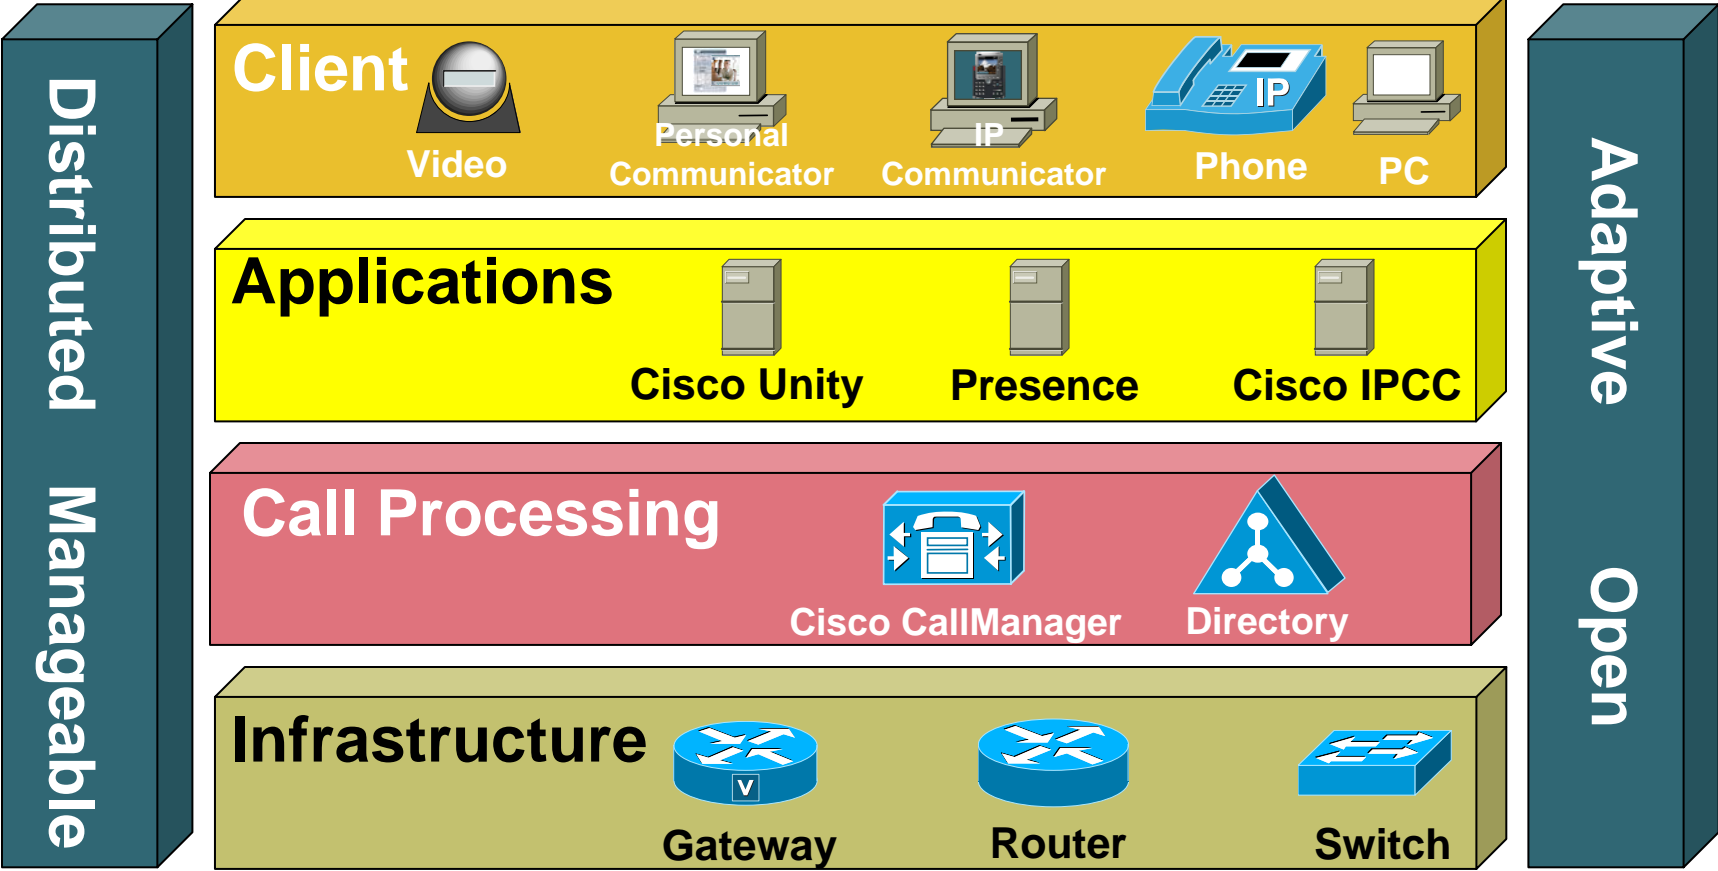 Distributed Manageable
Client
IP
Video
Personal
Communicator
IP
Communicator
Phone
PC
Applications
Cisco Unity
Presence
Cisco IPCC
Call Processing
Cisco CallManager
Directory
Infrastructure
V
Gateway
Router
Switch
Adaptive Open